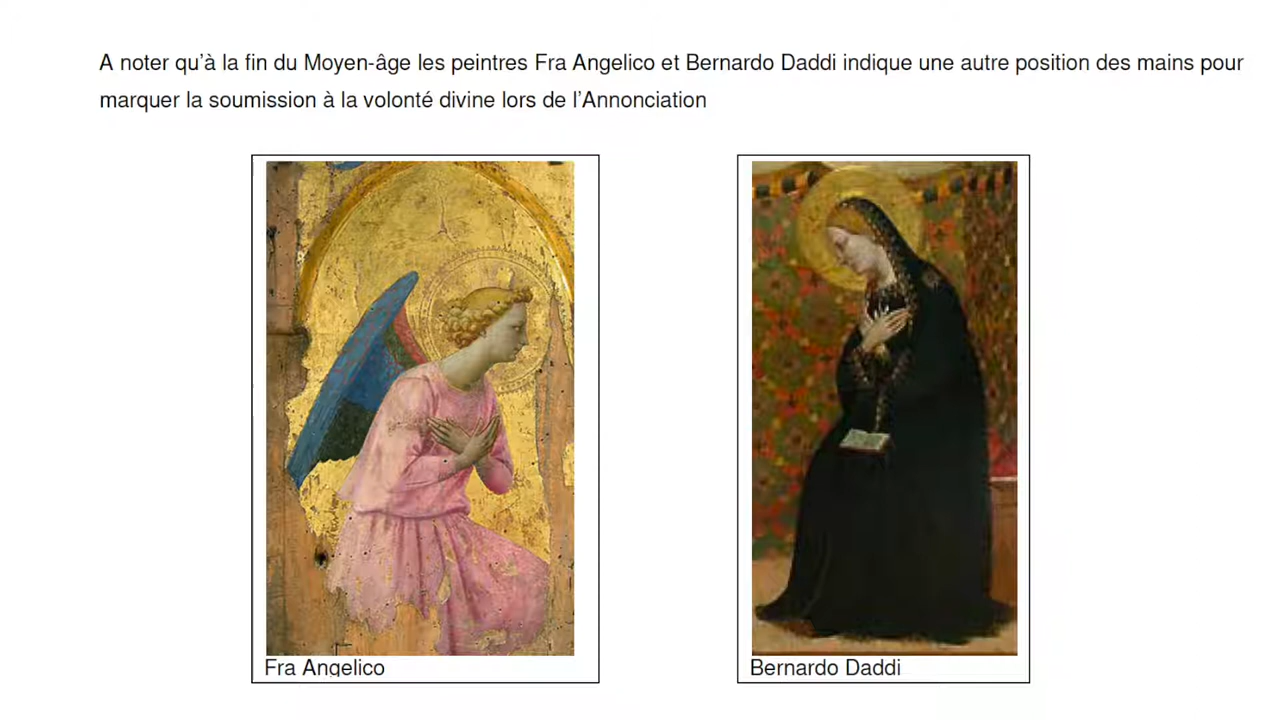 A noter qu'à la fin du Moyen-âge les peintres Fra Angelico et Bernardo Daddi indique une autre position des mains pour
marquer la soumission à la volonté divine lors de l'Annonciation
Fra Angelico
Bernardo Daddi